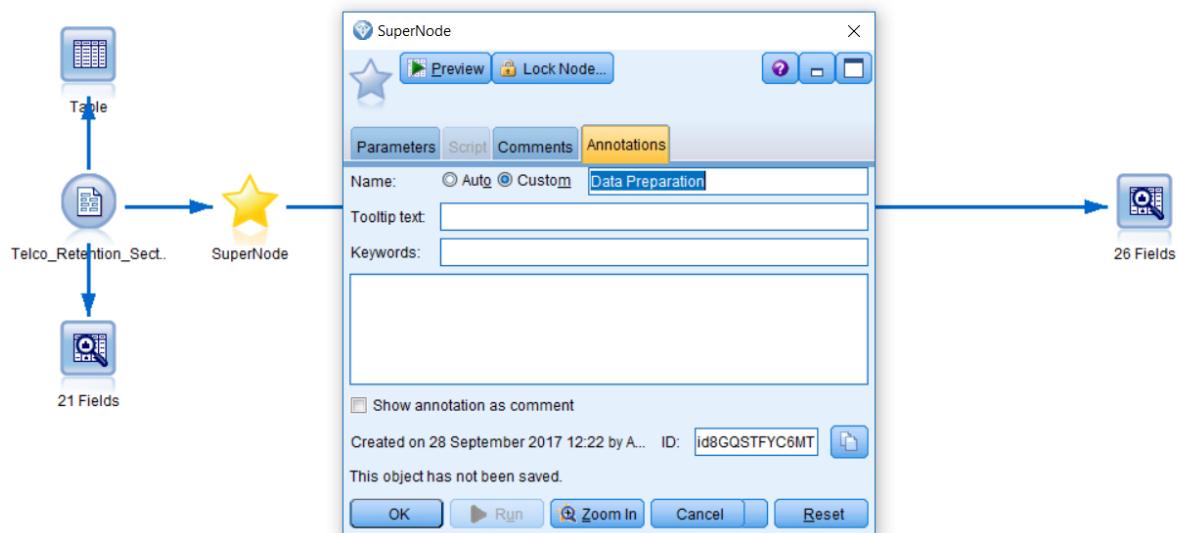 SuperNode
Preview
Lock Node...
Table
Parameters
Script
Comments
Annotations
Name:
Auto
Custom
Data Preparation
Tooltip text:
Keywords:
Telco_Retention_Sect..
SuperNode
26 Fields
21 Fields
Show annotation as comment
Created on 28 September 2017 12:22 by A...
ID:
id8GQSTFYC6MT
This object has not been saved.
OK
Run
Zoom In
Cancel
Reset